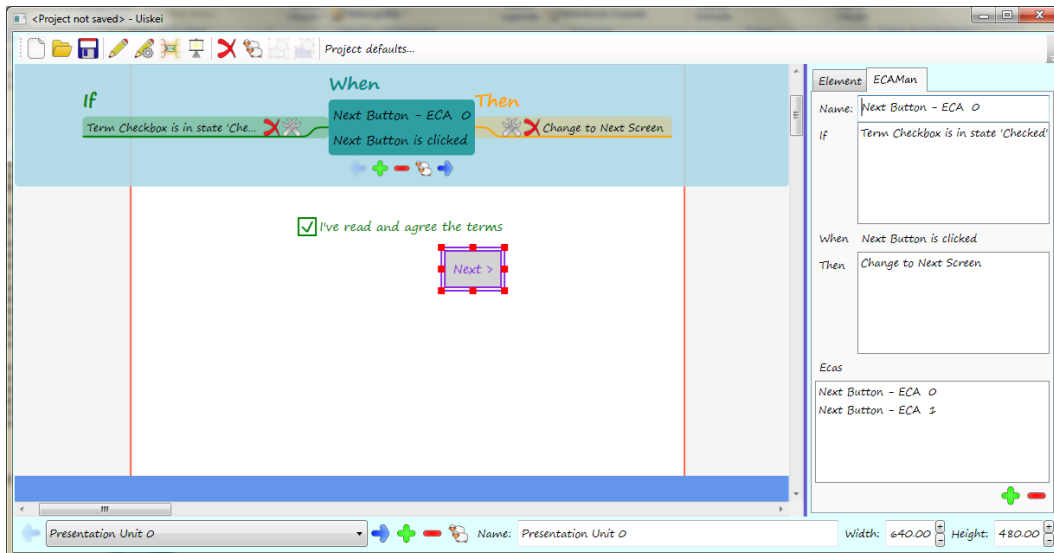 <Project not saved> - Uiskei
Project defaults...
If
When
Then
Term Checkbox is in state 'Che...
Next Button - ECA 0
Next Button is clicked
Change to Next Screen
I've read and agree the terms
Next >
Element
ECAMan
Name:
Next Button - ECA 0
If
Term Checkbox is in state 'Checked'
When
Next Button is clicked
Then
Change to Next Screen
Ecas
Next Button - ECA 0
Next Button - ECA 1
Presentation Unit 0
Name:
Presentation Unit 0
Width:
640.00
Height:
480.00